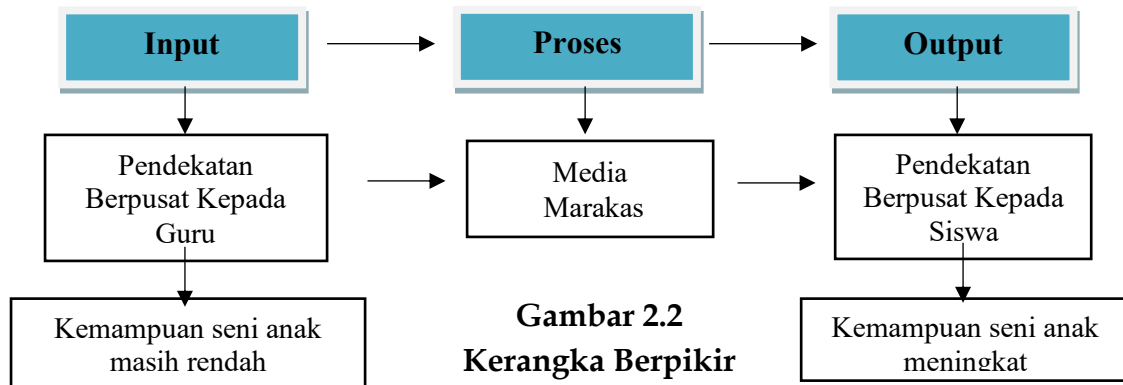 Input
Proses
Output
Pendekatan
Berpusat Kepada
Guru
Media
Marakas
Pendekatan
Berpusat Kepada
Siswa
Kemampuan seni anak
masih rendah
Gambar 2.2
Kerangka Berpikir
Kemampuan seni anak
meningkat